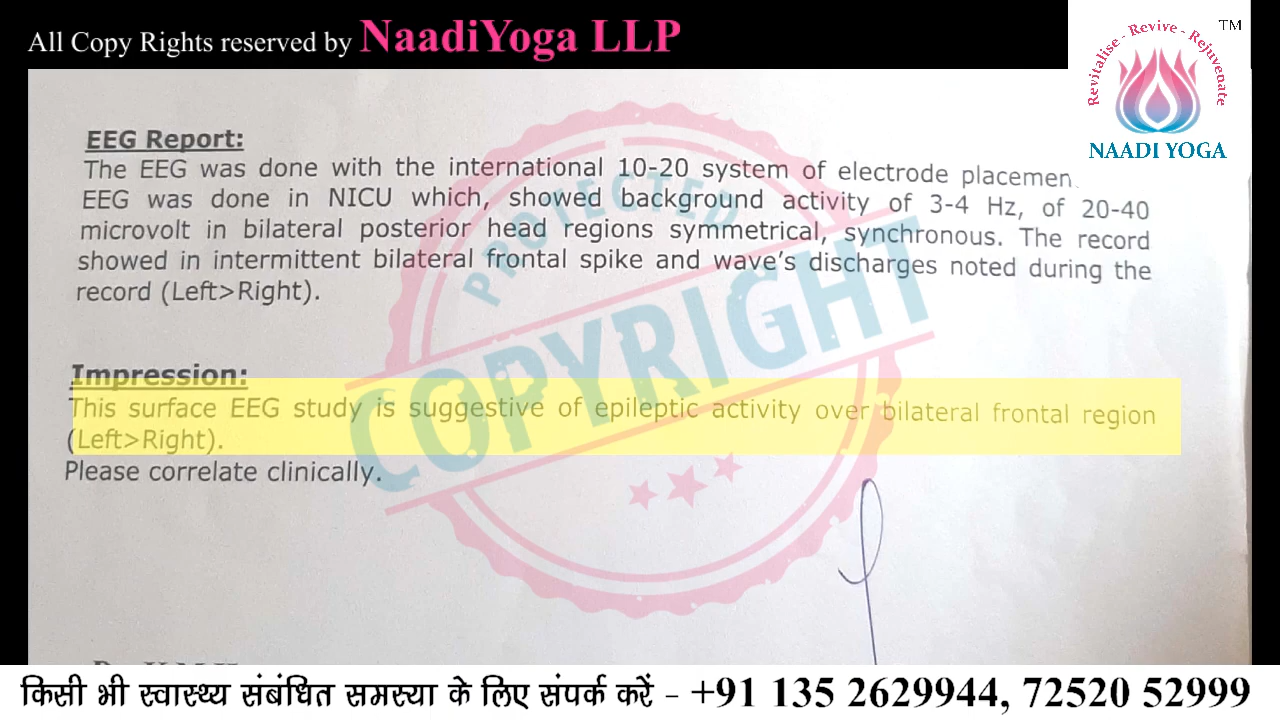 All Copy Rights reserved by NaadiYoga LLP
TM
Revitalise - Revive - Rejuvenate
NAADI YOGA
EEG Report:
The EEG was done with the international 10-20 system of electrode
EEG was done in NICU which, showed background activity of 3-4 Hz, of 20-40
microvolt in bilateral posterior head regions symmetrical, synchronous. The record
showed in intermittent bilateral frontal spike and wave's discharges noted during the
record (Left>Right).
PROTECTED
COPYRIGHT
Impression:
This surface EEG study is suggestive of epileptic activity over bilateral frontal region
(Left>Right).
Please correlate clinically.
किसी भी स्वास्थ्य संबंधित समस्या के लिए संपर्क करें - +91 135 2629944, 72520 52999